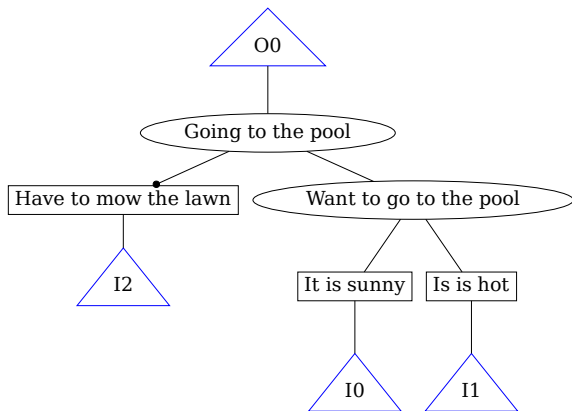 O0
Going to the pool
Have to mow the lawn
Want to go to the pool
I2
It is sunny
Is is hot
I0
I1